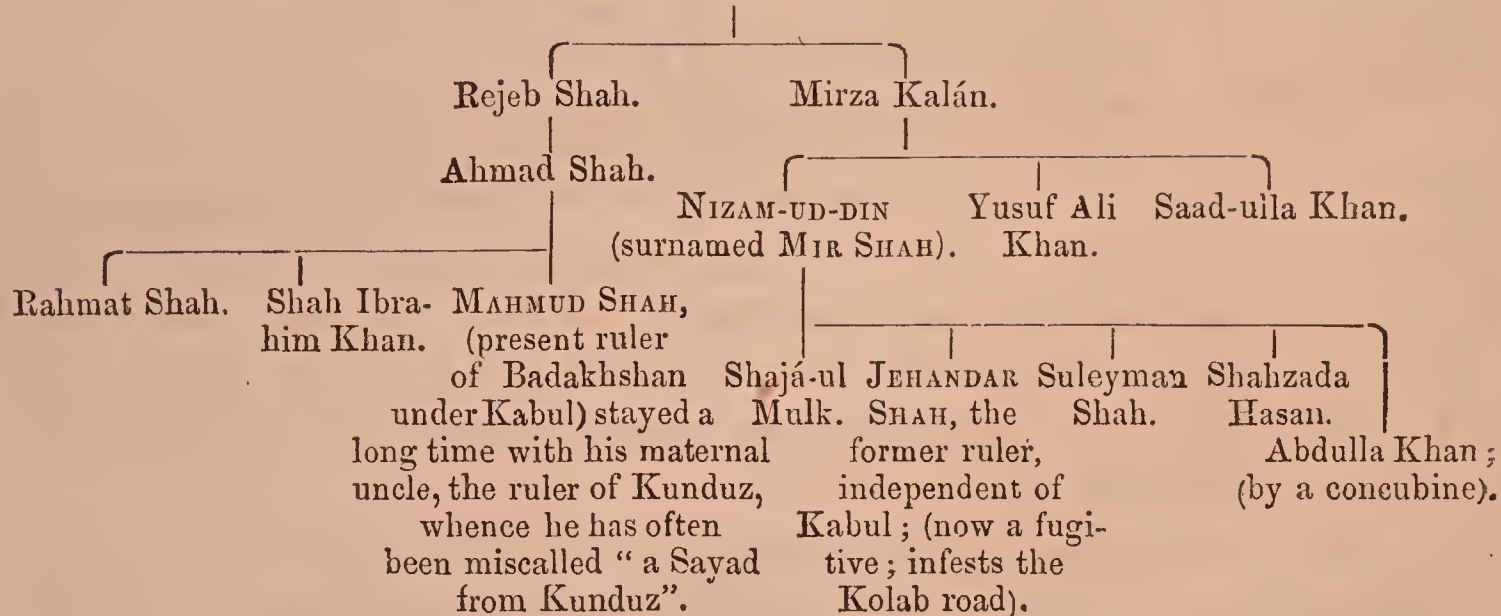 Rejeb Shah. Mirza Kalán.
Ahmad Shah.
NIZAM-UD-DIN Yusuf Ali Saad-ulla Khan.
(surnamed MIR SHAH). Khan.
Rahmat Shah. Shah Ibra- MAHMUD SHAH,
him Khan. (present ruler
of Badakhshan Shajá-ul JEHANDAR Suleyman Shahzada
under Kabul) stayed a Mulk. SHAH, the Shah. Hasan.
long time with his maternal former ruler, Abdulla Khan;
uncle, the ruler of Kunduz, independent of (by a concubine).
whence he has often Kabul; (now a fugi-
been miscalled “a Sayad tive; infests the
from Kunduz”. Kolab road).